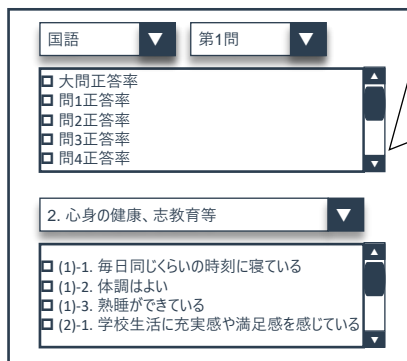 国語
第1問
大問正答率
問1正答率
問2正答率
問3正答率
問4正答率
2. 心身の健康、志教育等
(1)-1. 毎日同じくらいの時刻に寝ている
(1)-2. 体調はよい
(1)-3. 熟睡ができている
(2)-1. 学校生活に充実感や満足感を感じている